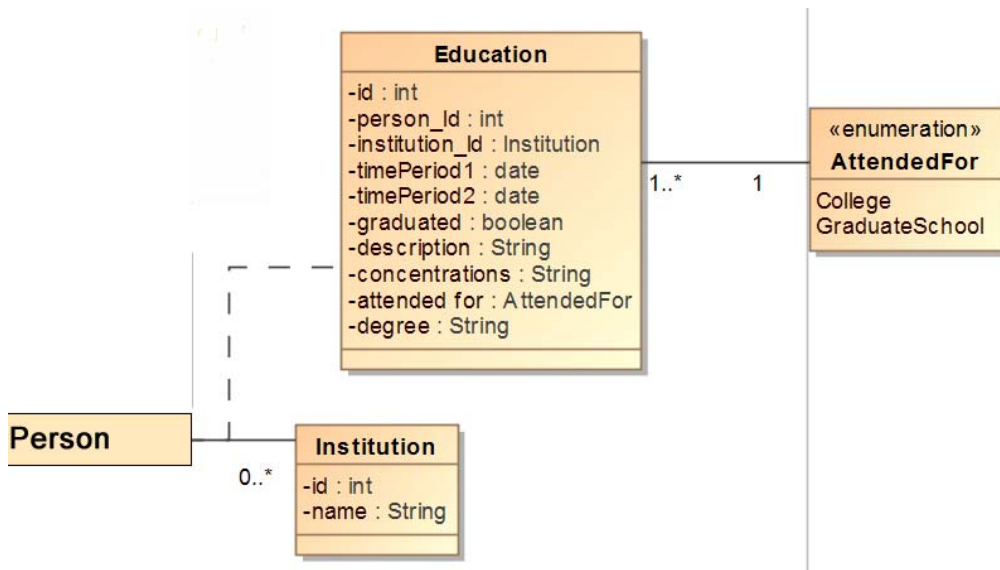 Education
-id : int
-person_Id : int
-institution_Id : Institution
-timePeriod1 : date
-timePeriod2 : date
-graduated : boolean
-description : String
-concentrations : String
-attended for : AttendedFor
-degree : String
1..*
1
«enumeration»
AttendedFor
College
GraduateSchool
Person
0..*
Institution
-id : int
-name : String